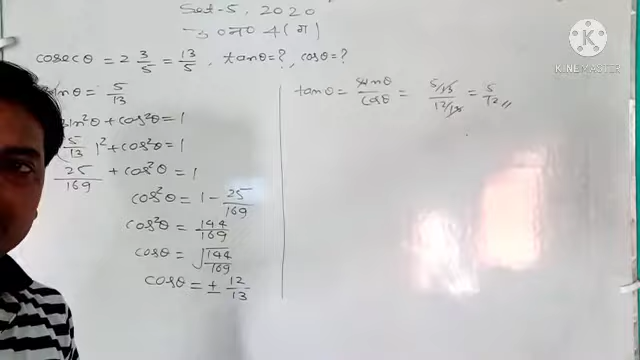 Set-5, 2020
प्र0न0 4(ग)
KINEMASTER
cosecθ = 2 3/5 = 13/5, tanθ=?, cosθ=?
sinθ = 5/13
sin²θ + cos²θ = 1
(5/13)² + cos²θ = 1
25/169 + cos²θ = 1
cos²θ = 1 - 25/169
cos²θ = 144/169
cosθ = √144/169
cosθ = ± 12/13
tanθ = sinθ/cosθ = 5/13/12/13 = 5/12 //